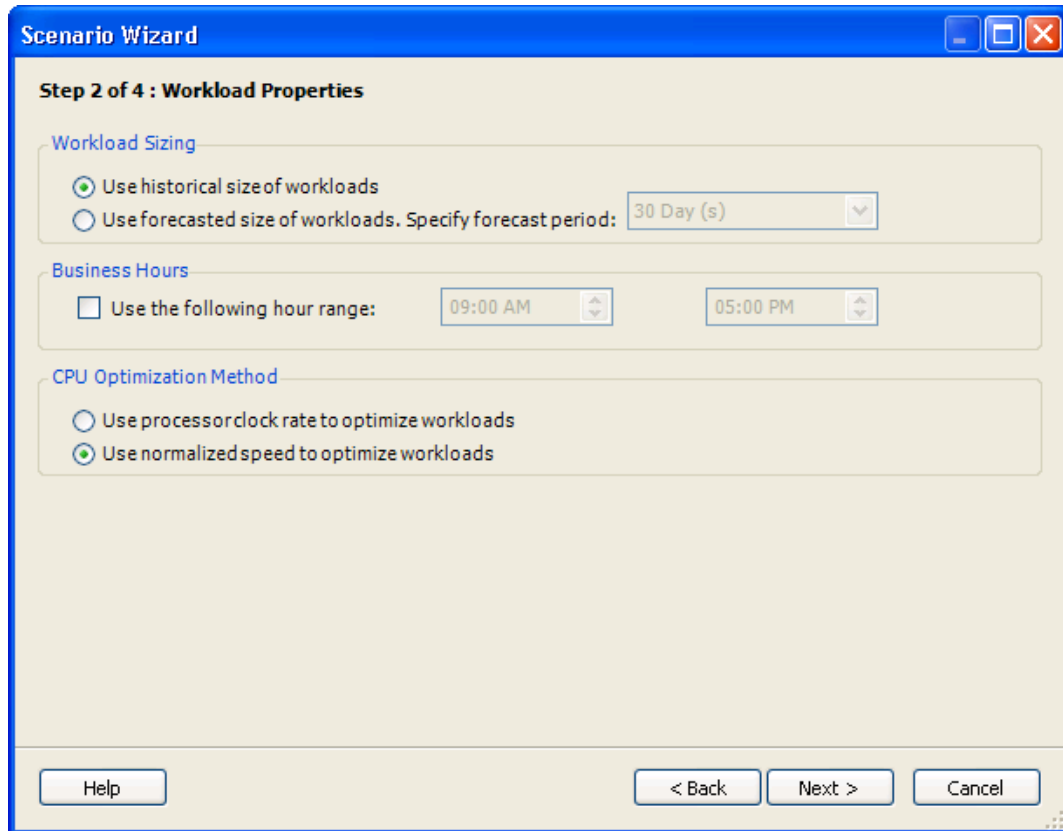 Scenario Wizard
Step 2 of 4 : Workload Properties
Workload Sizing
Use historical size of workloads
Use forecasted size of workloads. Specify forecast period: 30 Day (s)
Business Hours
Use the following hour range: 09:00 AM 05:00 PM
CPU Optimization Method
Use processor clock rate to optimize workloads
Use normalized speed to optimize workloads
Help < Back Next > Cancel